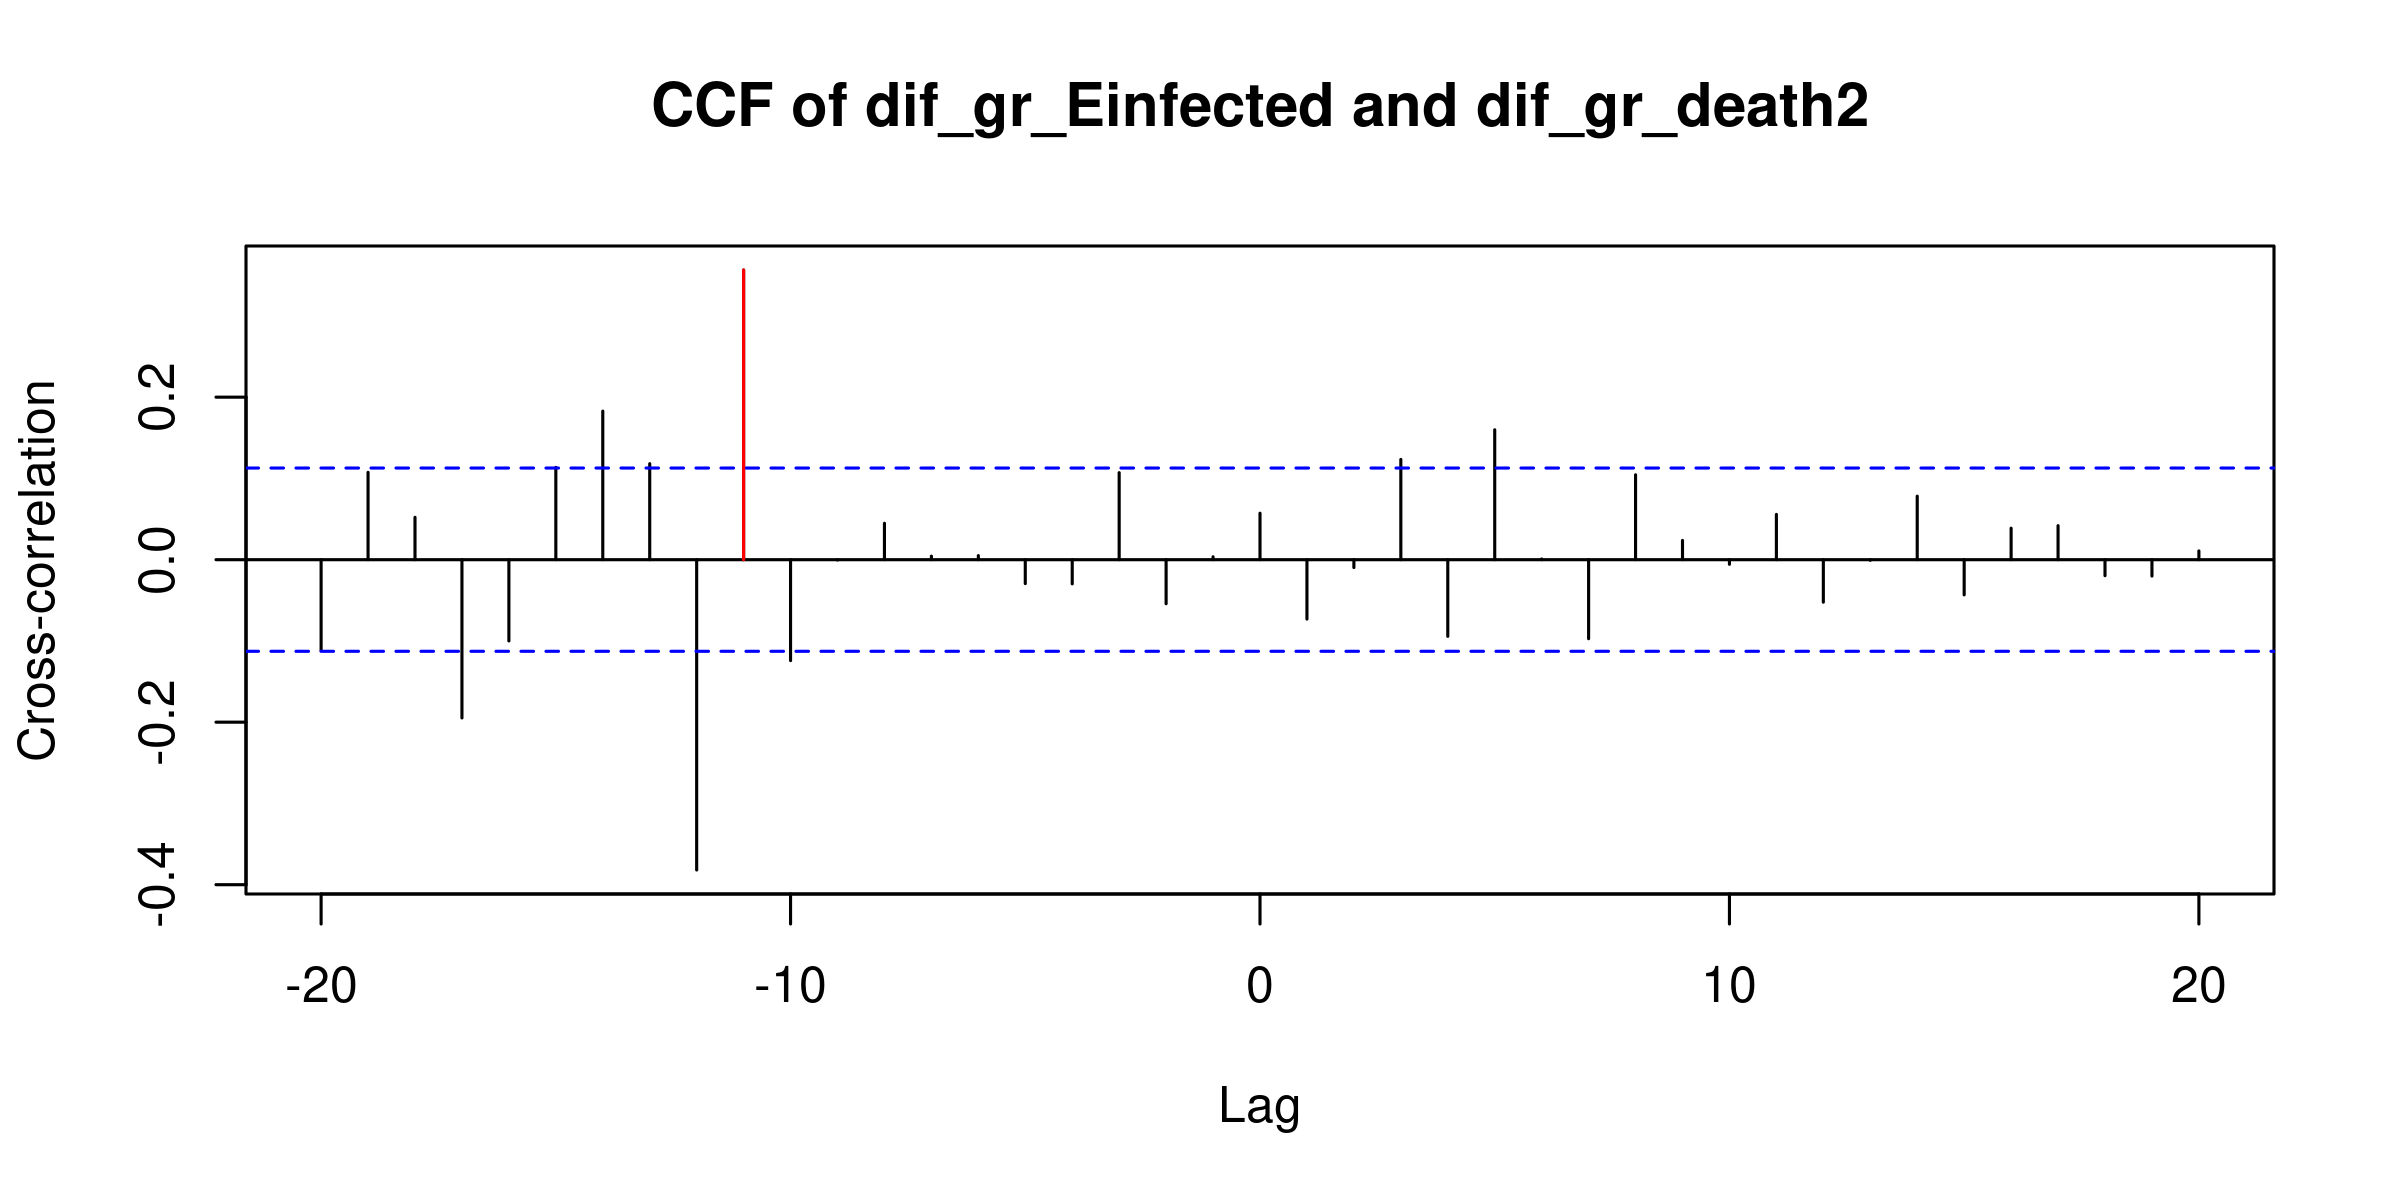 CCF of dif_gr_Einfected and dif_gr_death2
Cross-correlation
0.2
0.0
-0.2
-0.4
-20 -10 0 10 20
Lag